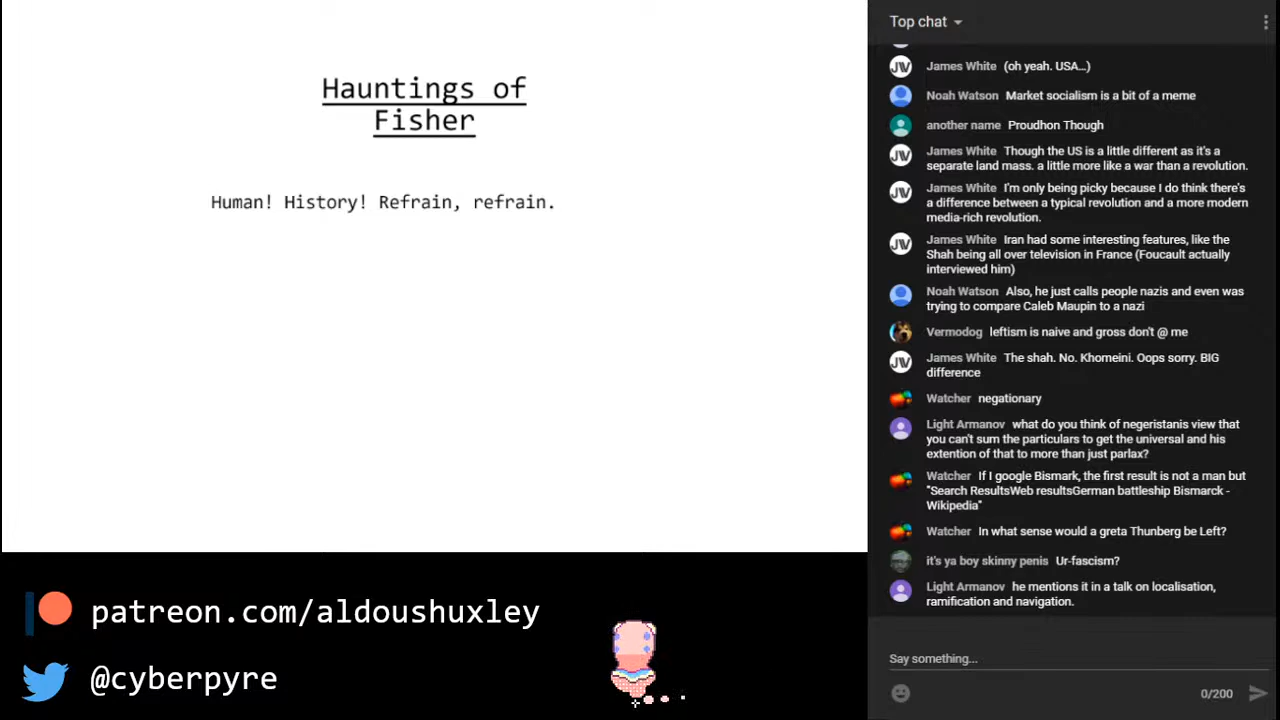 Hauntings of
Fisher
Human! History! Refrain, refrain.
patreon.com/aldoushuxley
@cyberpyre
Top chat
James White (oh yeah. USA...)
Noah Watson Market socialism is a bit of a meme
another name Proudhon Though
James White Though the US is a little different as it's a
separate land mass. a little more like a war than a revolution.
James White I'm only being picky because I do think there's
a difference between a typical revolution and a more modern
media-rich revolution.
James White Iran had some interesting features, like the
Shah being all over television in France (Foucault actually
interviewed him)
Noah Watson Also, he just calls people nazis and even was
trying to compare Caleb Maupin to a nazi
Vermodog leftism is naive and gross don't @ me
James White The shah. No. Khomeini. Oops sorry. BIG
difference
Watcher negationary
Light Armanov what do you think of negeristanis view that
you can't sum the particulars to get the universal and his
extention of that to more than just parlax?
Watcher If I google Bismark, the first result is not a man but
"Search ResultsWeb resultsGerman battleship Bismarck -
Wikipedia"
Watcher In what sense would a greta Thunberg be Left?
it's ya boy skinny penis Ur-fascism?
Light Armanov he mentions it in a talk on localisation,
ramification and navigation.
Say something...
0/200
JW
JW
JW
JW
JW